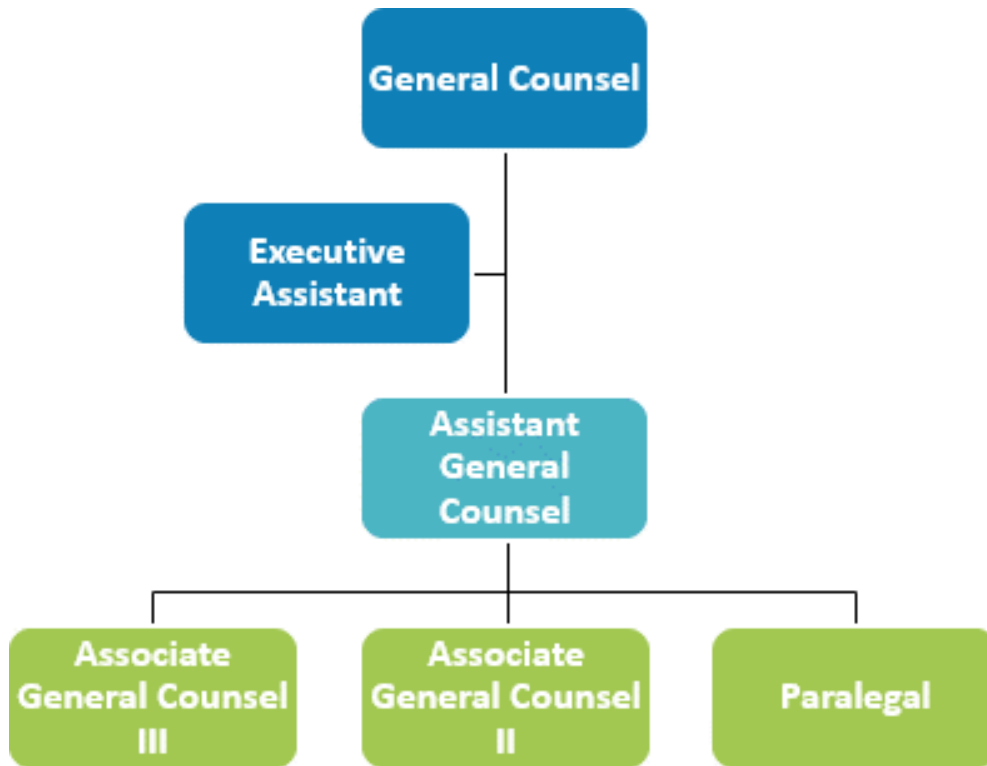 General Counsel
Executive
Assistant
Assistant
General
Counsel
Associate
General Counsel
III
Associate
General Counsel
II
Paralegal